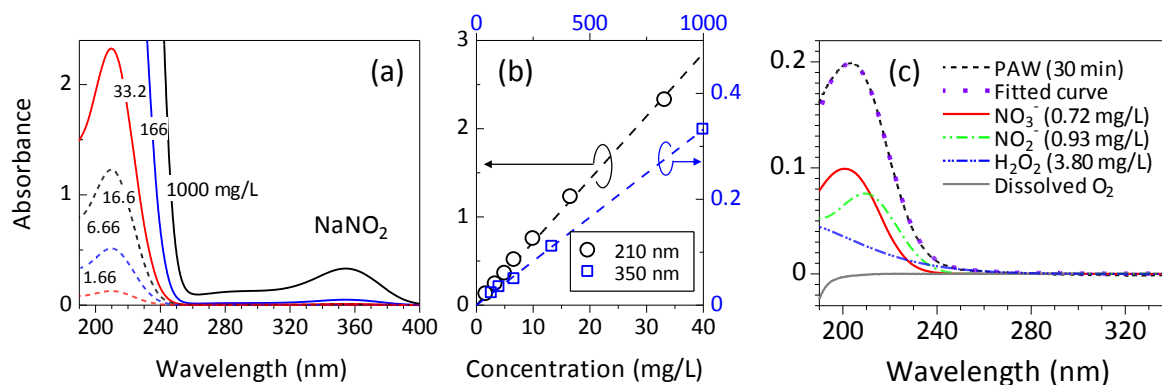 0 500 1000
(a)
(b)
(c)
2
1
0
33.2
166
1000 mg/L
16.6
6.66
1.66
NaNO2
Absorbance
200 240 280 320 360 400
Wavelength (nm)
3
2
1
0
0.4
0.2
0
210 nm
350 nm
0 10 20 30 40
Concentration (mg/L)
0.2
0.1
0
PAW (30 min)
Fitted curve
NO3- (0.72 mg/L)
NO2- (0.93 mg/L)
H2O2 (3.80 mg/L)
Dissolved O2
200 240 280 320
Wavelength (nm)